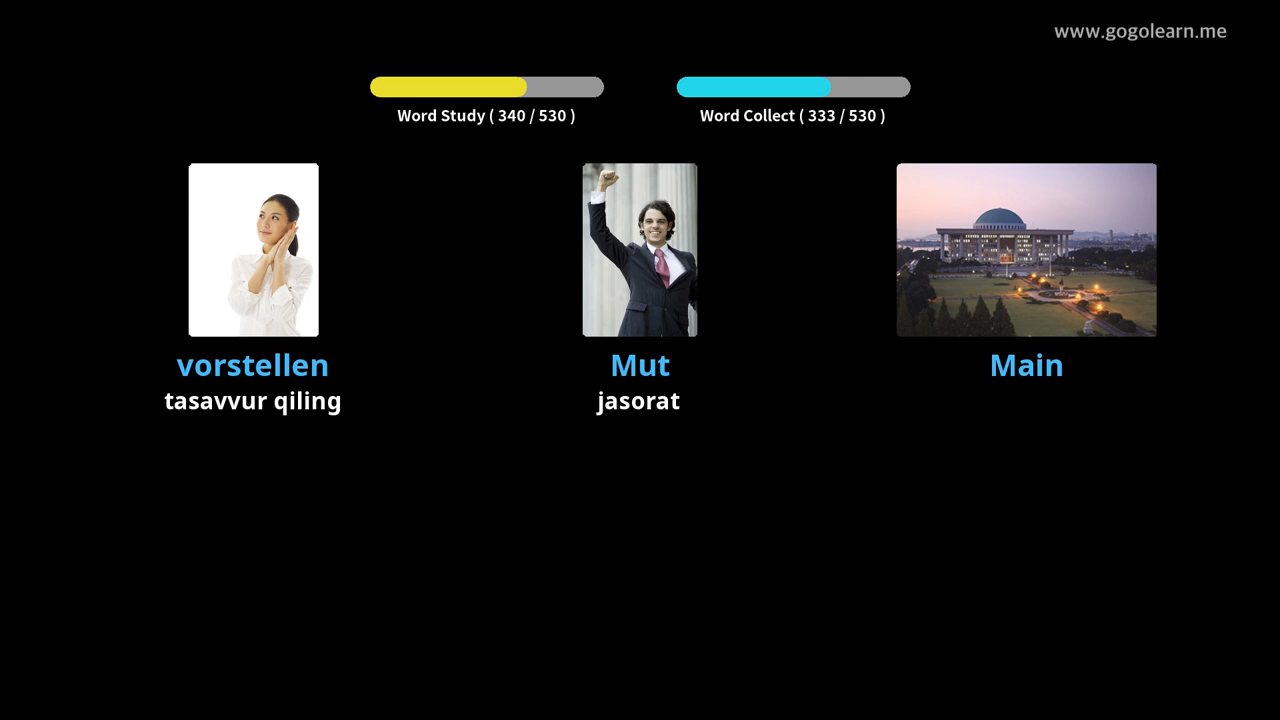 www.gogolearn.me
Word Study ( 340 / 530 )
Word Collect ( 333 / 530 )
vorstellen
tasavvur qiling
Mut
jasorat
Main